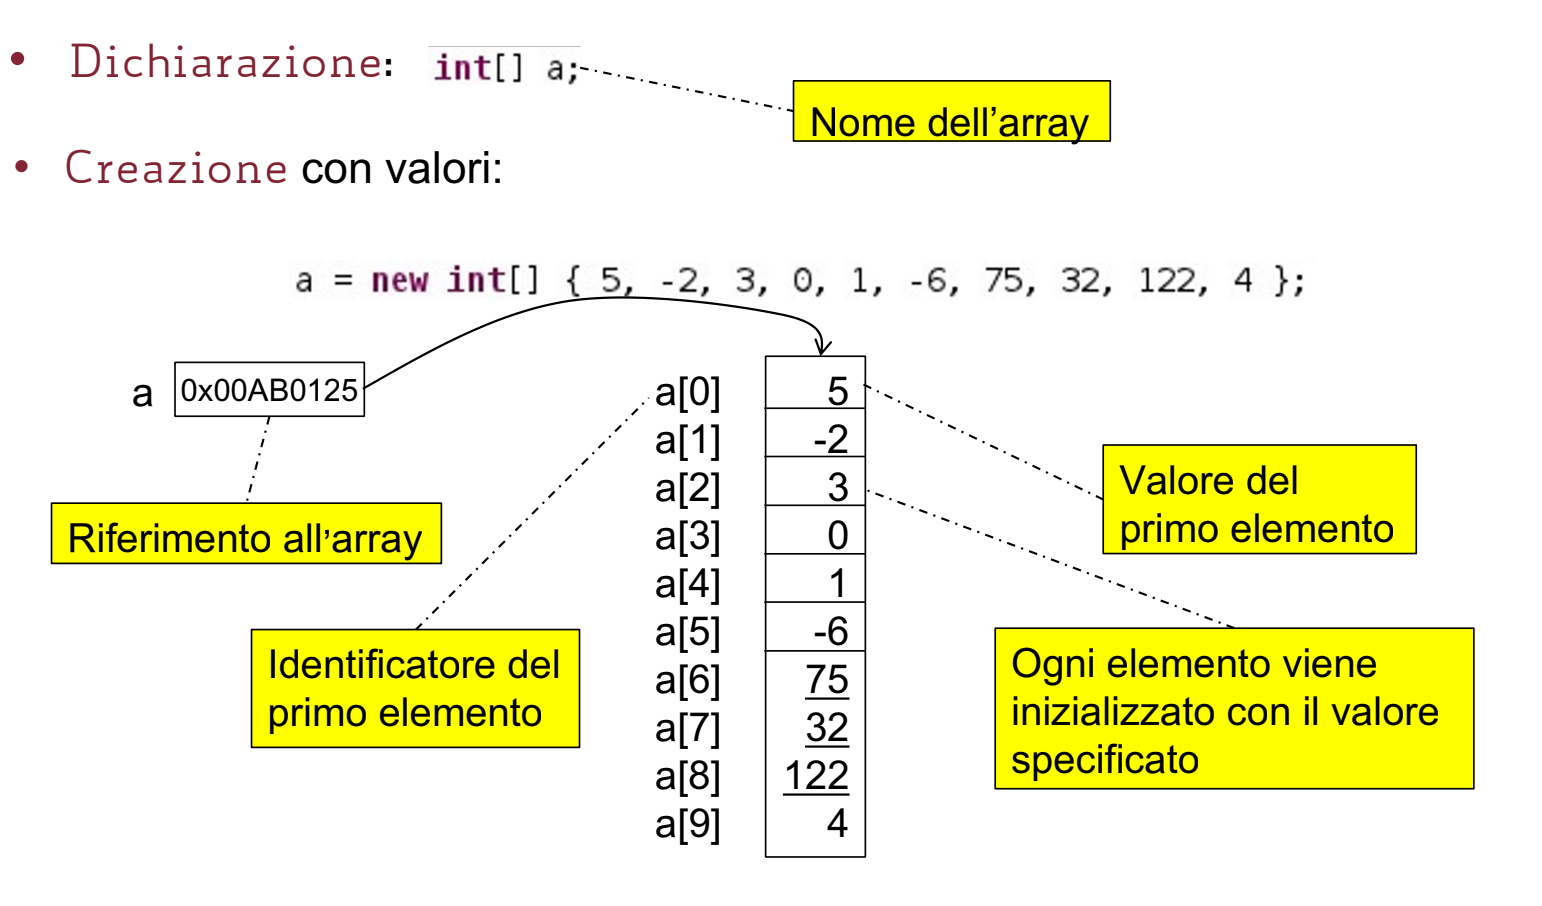 • Dichiarazione: int[] a;
Nome dell’array
• Creazione con valori:
a = new int[] { 5, -2, 3, 0, 1, -6, 75, 32, 122, 4 };
a 0x00AB0125
a[0] 5
a[1] -2
a[2] 3
a[3] 0
a[4] 1
a[5] -6
a[6] 75
a[7] 32
a[8] 122
a[9] 4
Riferimento all’array
Identificatore del
primo elemento
Valore del
primo elemento
Ogni elemento viene
inizializzato con il valore
specificato